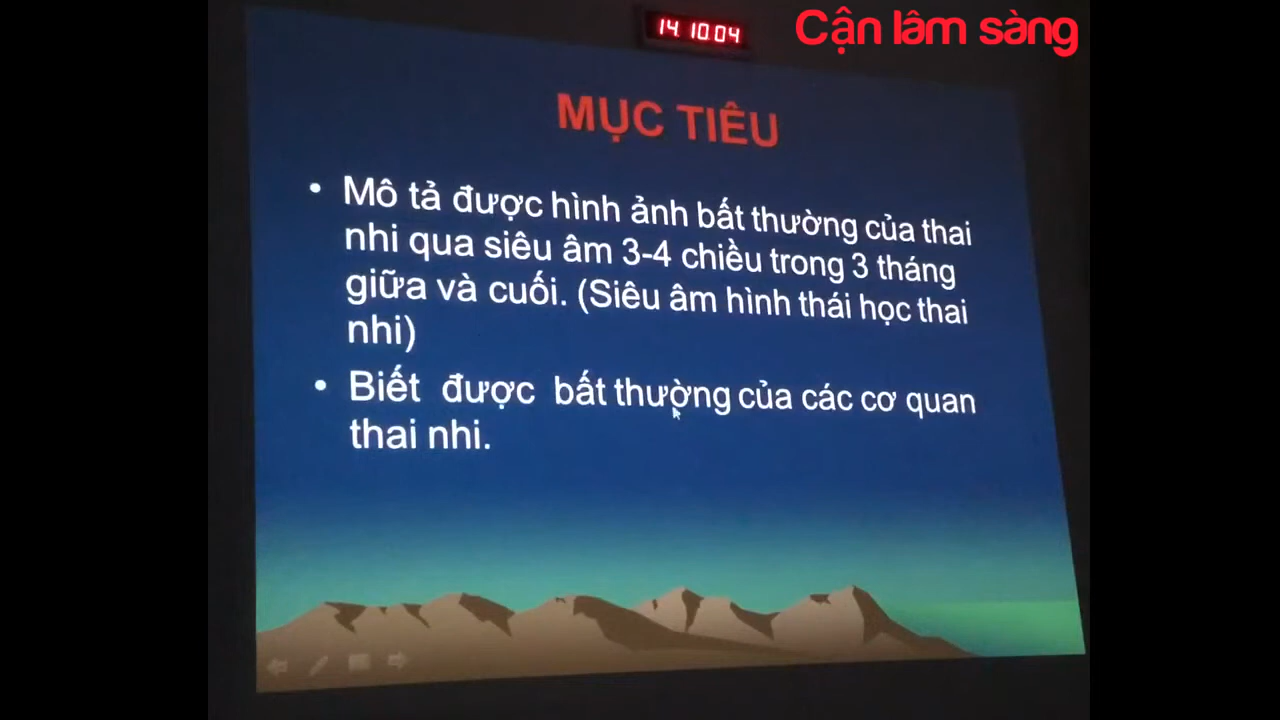 14.10.04
Cận lâm sàng
MỤC TIÊU
• Mô tả được hình ảnh bất thường của thai
nhi qua siêu âm 3-4 chiều trong 3 tháng
giữa và cuối. (Siêu âm hình thái học thai
nhi)
• Biết được bất thường của các cơ quan
thai nhi.